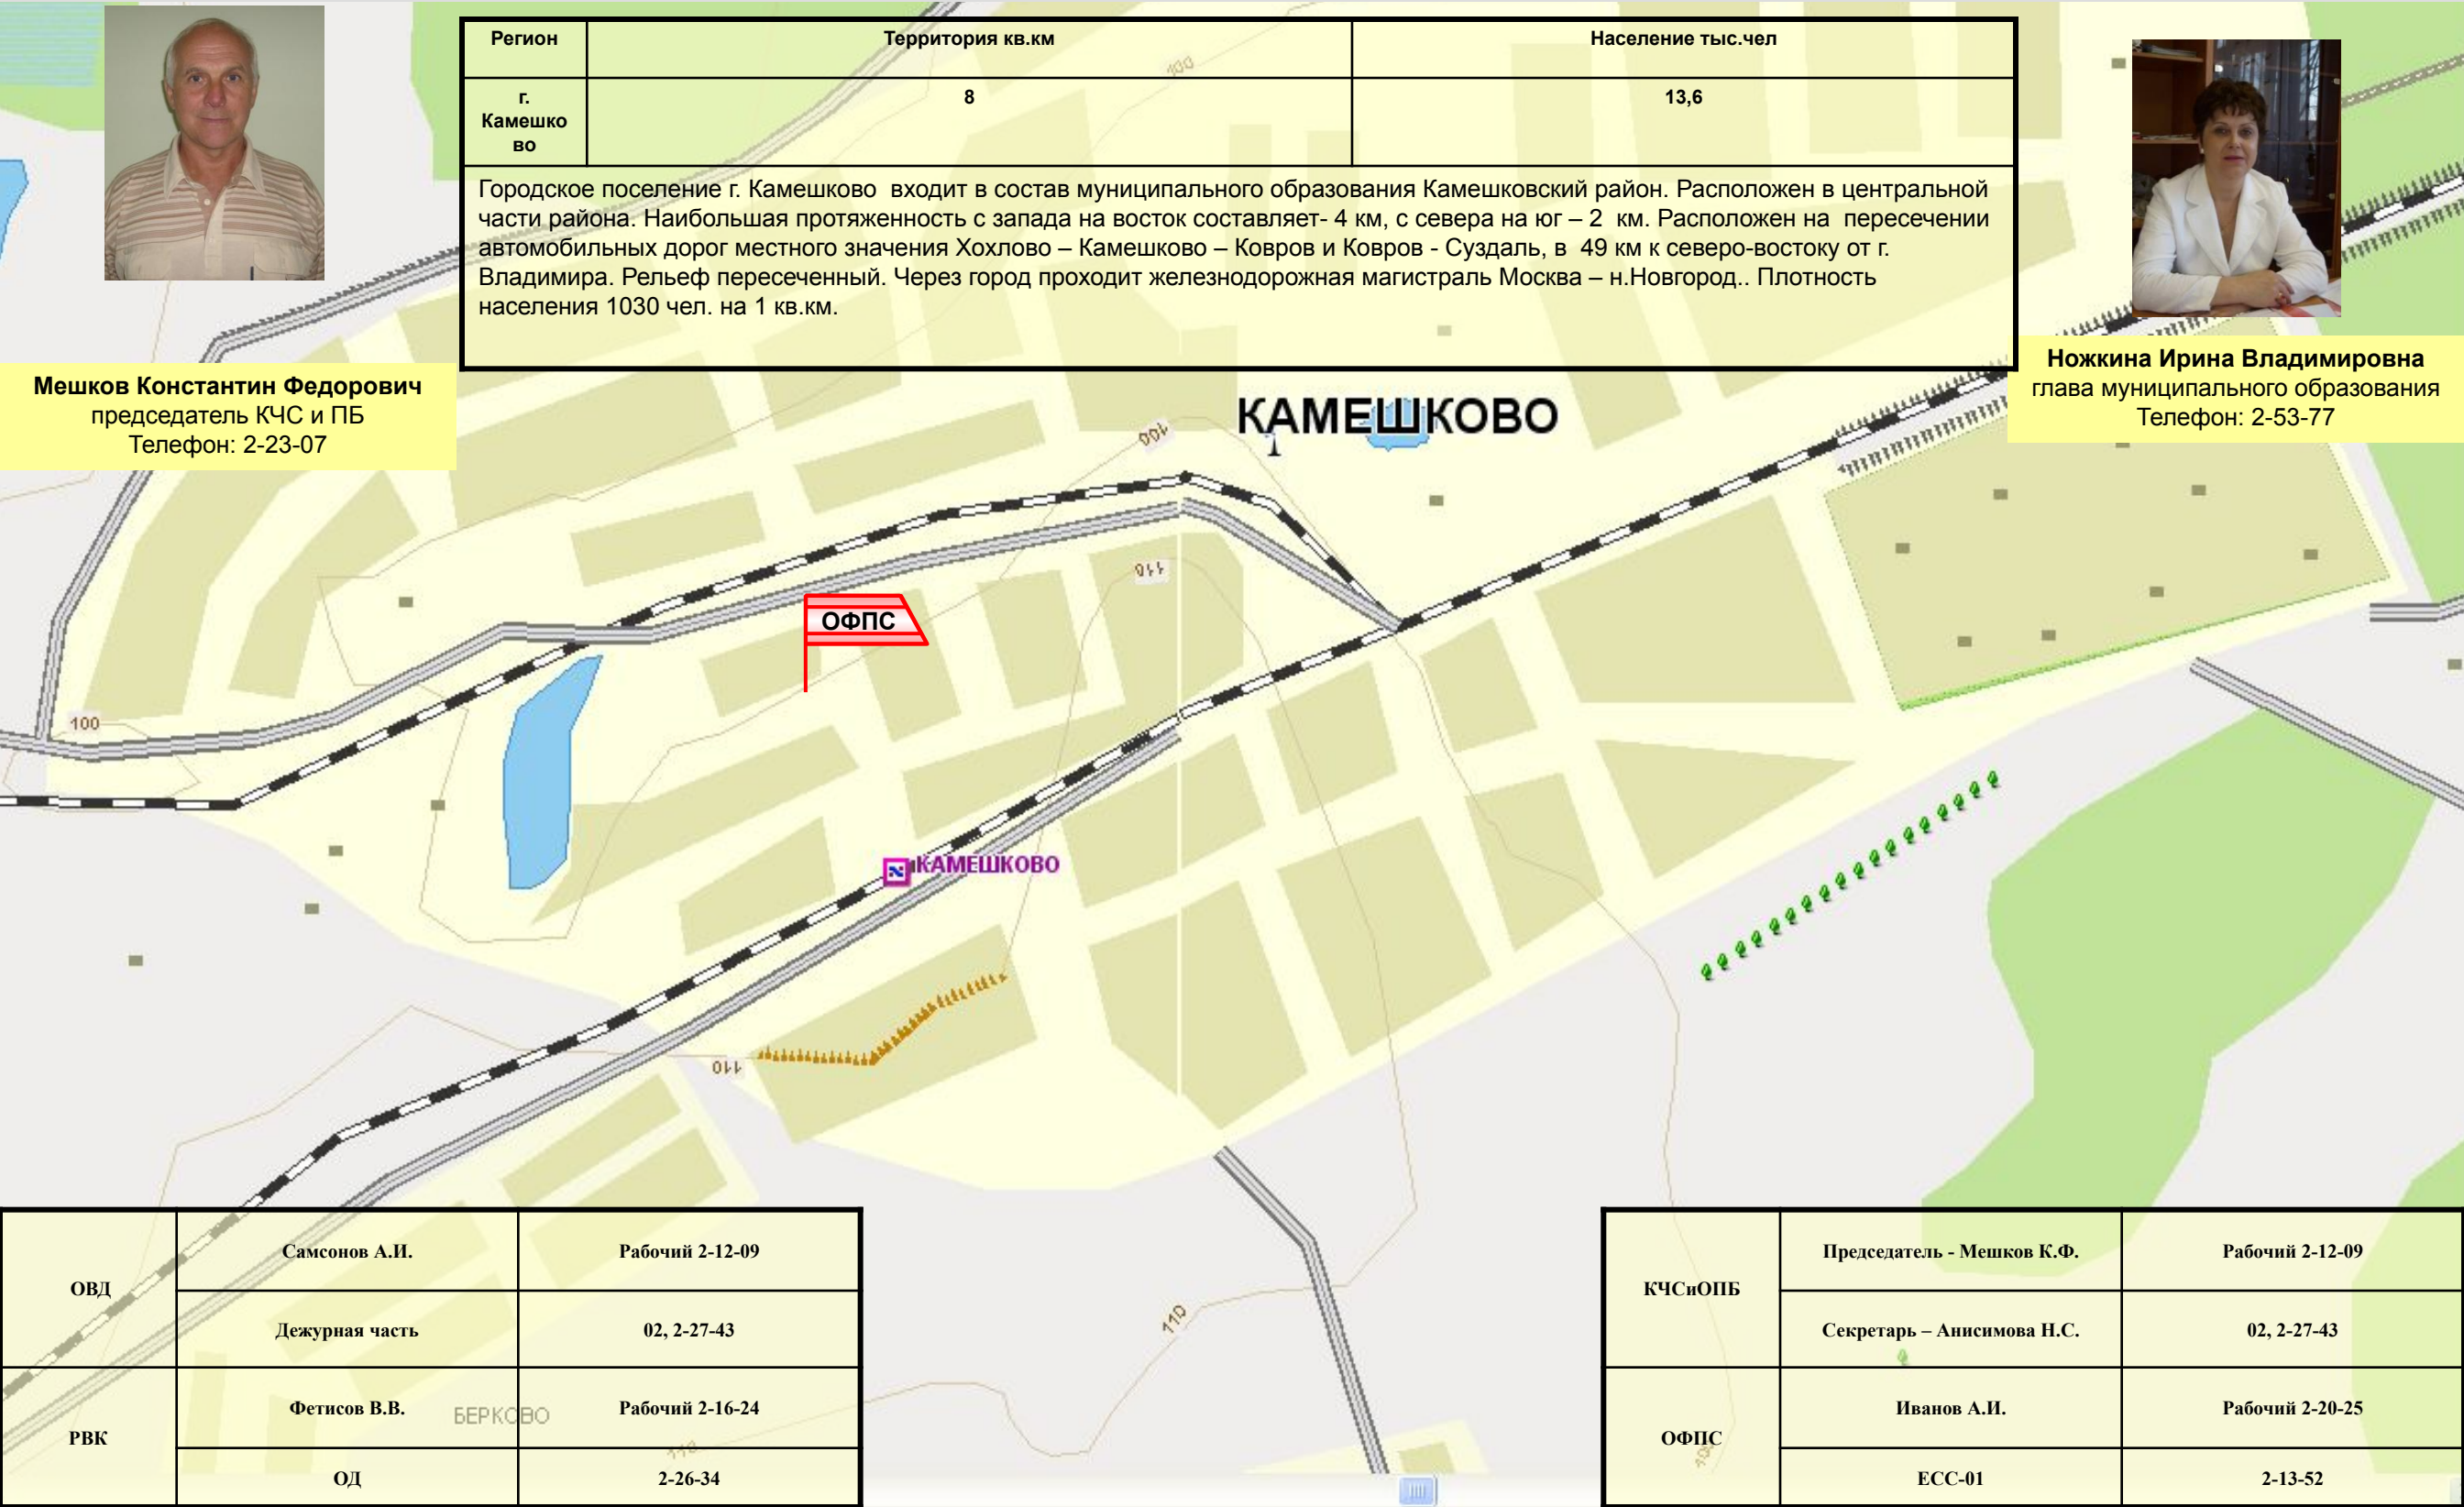 Регион
Территория кв.км
Население тыс.чел
г.
Камешко
во
8
13,6
Городское поселение г. Камешково входит в состав муниципального образования Камешковский район. Расположен в центральной
части района. Наибольшая протяженность с запада на восток составляет- 4 км, с севера на юг – 2 км. Расположен на пересечении
автомобильных дорог местного значения Хохлово – Камешково – Ковров и Ковров - Суздаль, в 49 км к северо-востоку от г.
Владимира. Рельеф пересеченный. Через город проходит железнодорожная магистраль Москва – н.Новгород.. Плотность
населения 1030 чел. на 1 кв.км.
Мешков Константин Федорович
председатель КЧС и ПБ
Телефон: 2-23-07
Ножкина Ирина Владимировна
глава муниципального образования
Телефон: 2-53-77
100
КАМЕШКОВО
100
110
ОФПС
100
КАМЕШКОВО
110
110
ОВД
Самсонов А.И.
Рабочий 2-12-09
Дежурная часть
02, 2-27-43
РВК
Фетисов В.В.
Рабочий 2-16-24
ОД
2-26-34
БЕРКОВО
110
КЧСиОПБ
Председатель - Мешков К.Ф.
Рабочий 2-12-09
Секретарь – Анисимова Н.С.
02, 2-27-43
ОФПС
Иванов А.И.
Рабочий 2-20-25
ЕСС-01
2-13-52